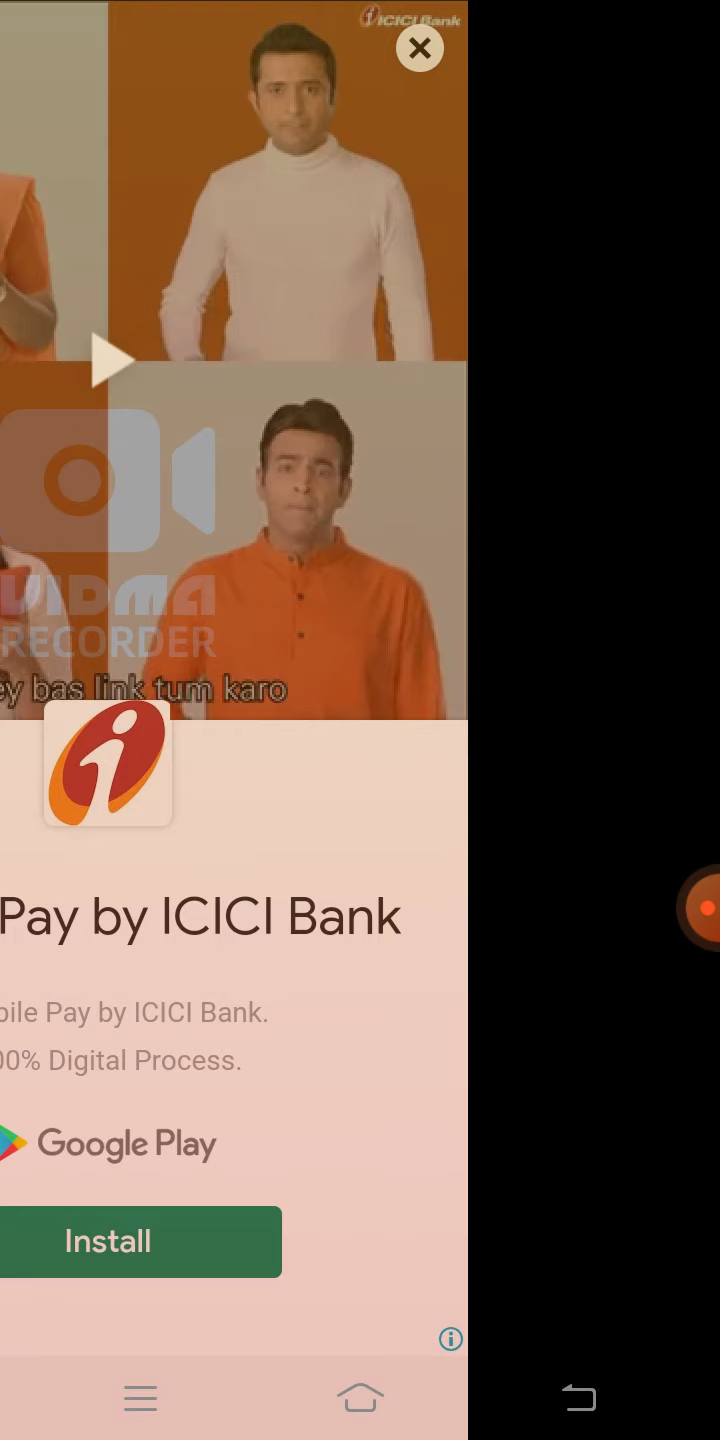 ICICI Bank
VIDMA
RECORDER
ey bas link tum karo
Pay by ICICI Bank
bile Pay by ICICI Bank.
00% Digital Process.
Google Play
Install